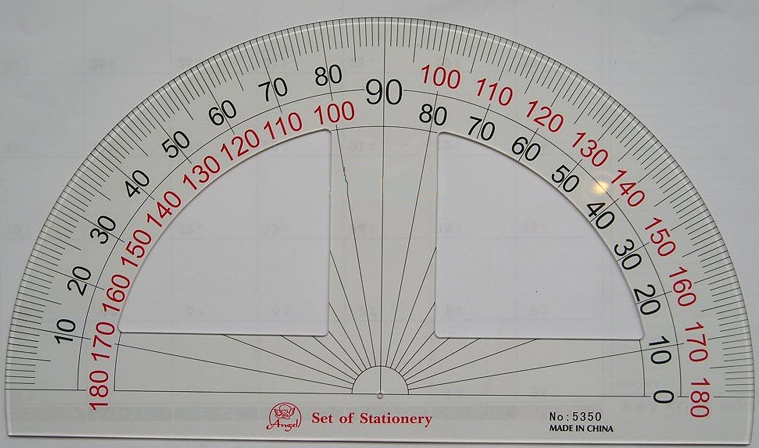 10 20 30 40 50 60 70 80 90 100 110 120 130 140 150 160 170 180
180 170 160 150 140 130 120 110 100 80 70 60 50 40 30 20 10 0
Angel Set of Stationery No:5350
MADE IN CHINA